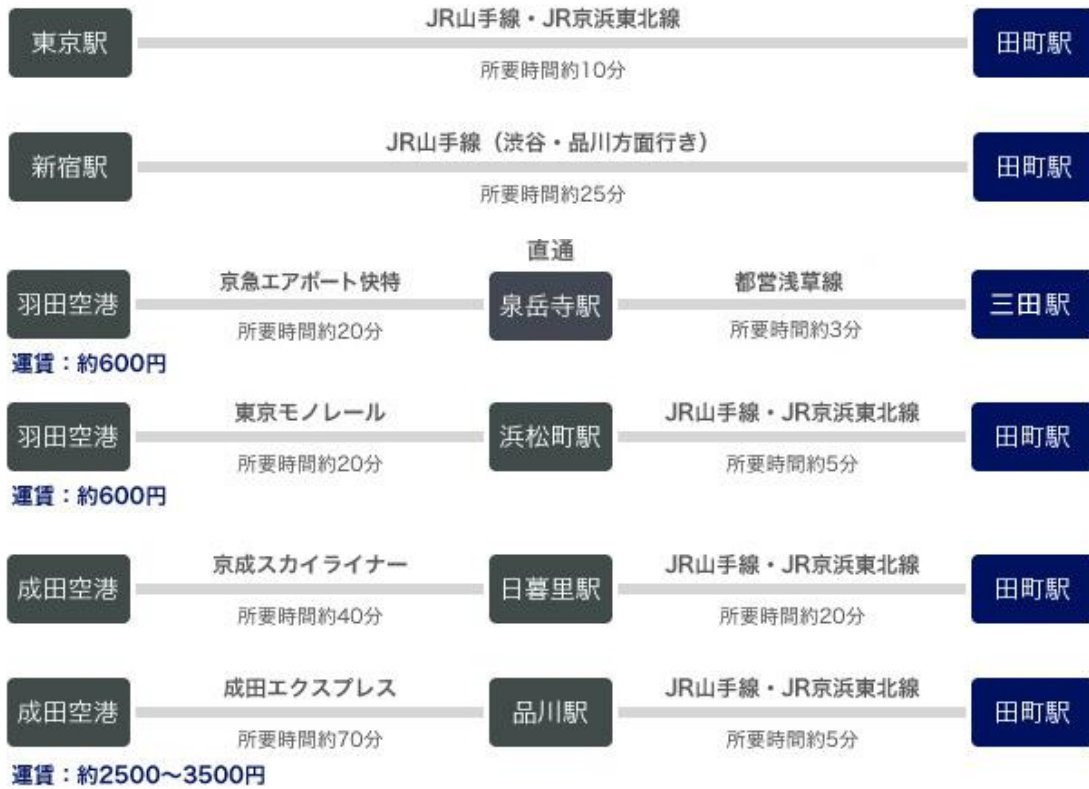 JR山手線・JR京浜東北線
東京駅
田町駅
所要時間約10分
JR山手線（渋谷・品川方面行き）
新宿駅
田町駅
所要時間約25分
直通
京急エアポート快特
都営浅草線
羽田空港
泉岳寺駅
三田駅
所要時間約20分
所要時間約3分
運賃：約600円
東京モノレール
JR山手線・JR京浜東北線
羽田空港
浜松町駅
田町駅
所要時間約20分
所要時間約5分
運賃：約600円
京成スカイライナー
JR山手線・JR京浜東北線
成田空港
日暮里駅
田町駅
所要時間約40分
所要時間約20分
成田エクスプレス
JR山手線・JR京浜東北線
成田空港
品川駅
田町駅
所要時間約70分
所要時間約5分
運賃：約2500〜3500円